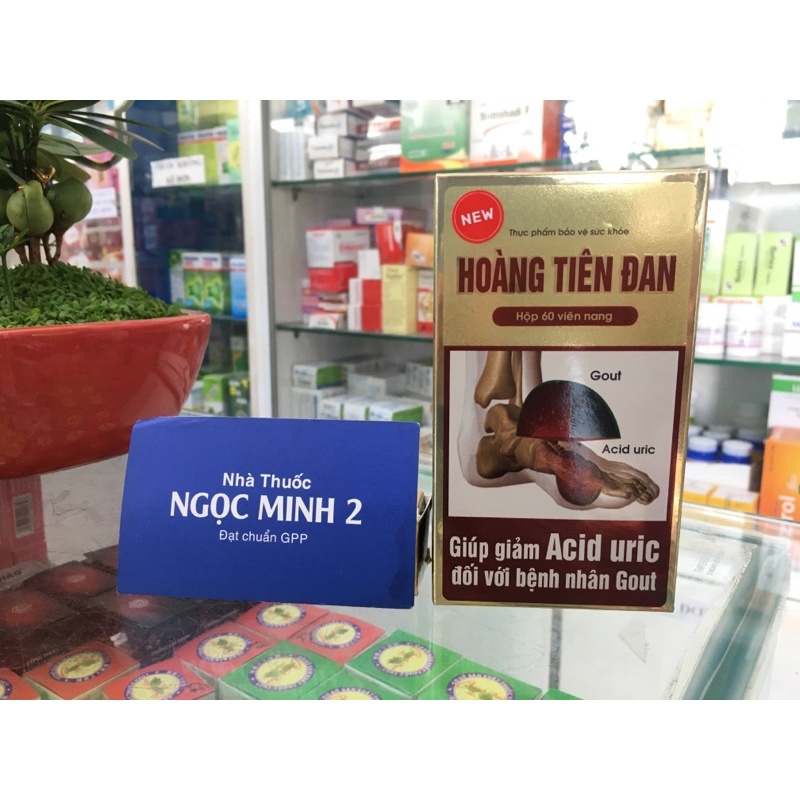 NEW
Thực phẩm bảo vệ sức khỏe
HOÀNG TIÊN ĐAN
Hộp 60 viên nang
Gout
Acid uric
Giúp giảm Acid uric
đối với bệnh nhân Gout
Nhà Thuốc
NGỌC MINH 2
Đạt chuẩn GPP